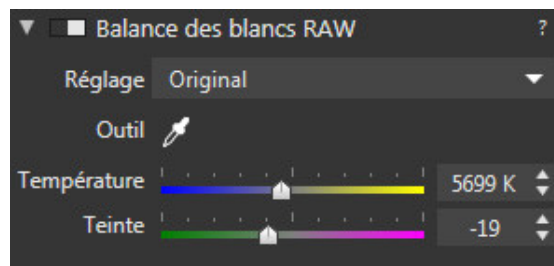 Balance des blancs RAW ?
Réglage Original
Outil
Température 5699 K
Teinte -19